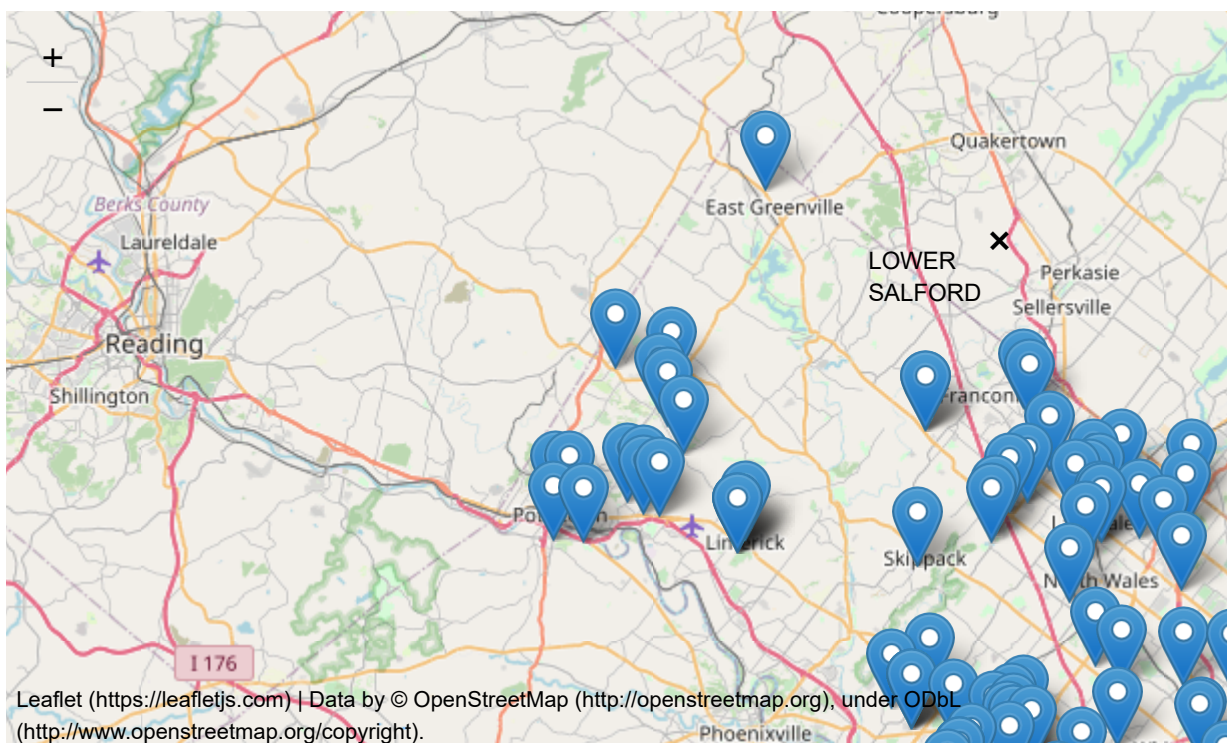 Coopersburg
+
−
Quakertown
Berks County
East Greenville
Laureldale
LOWER
SALFORD
Perkasie
Sellersville
Reading
Shillington
Limerick
Skippack
North Wales
I 176
Leaflet (https://leafletjs.com) | Data by © OpenStreetMap (http://openstreetmap.org), under ODbL
(http://www.openstreetmap.org/copyright).
Phoenixville